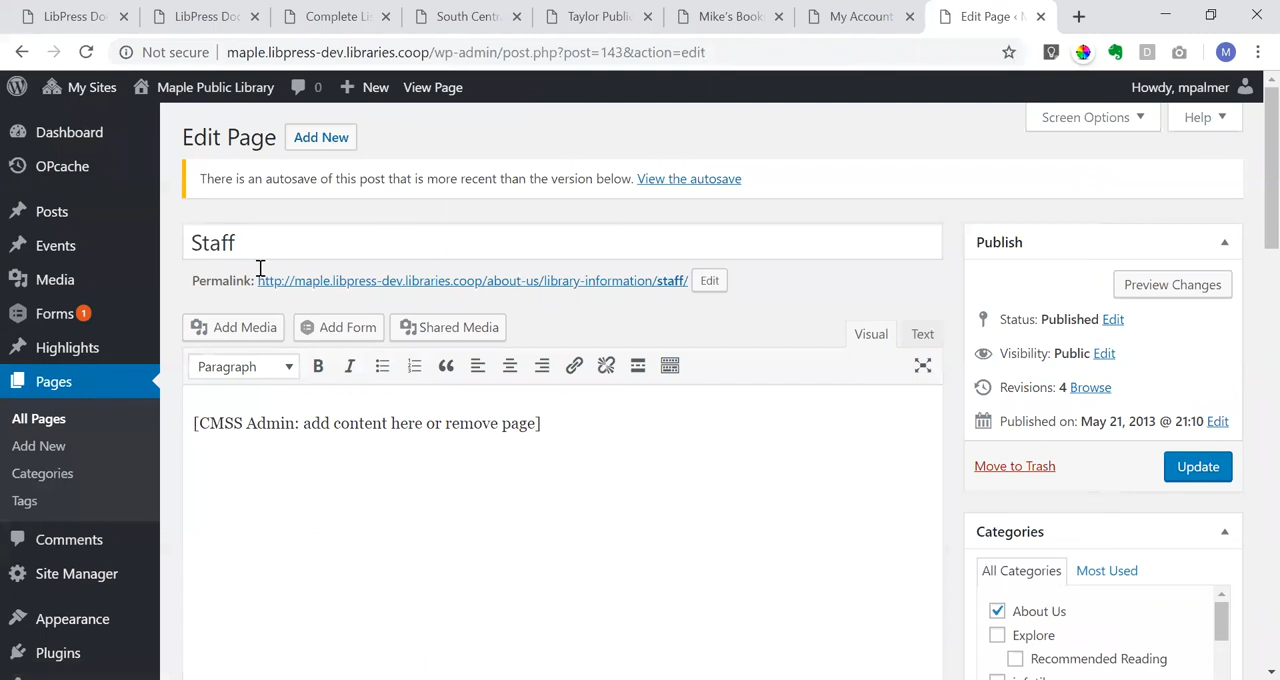 LibPress Doc
LibPress Doc
Complete Li
South Centr
Taylor Public
Mike's Book
My Account
Edit Page ‹ M
Not secure maple.libpress-dev.libraries.coop/wp-admin/post.php?post=143&action=edit
D
M
My Sites Maple Public Library 0 New View Page Howdy, mpalmer
Screen Options Help
Dashboard
OPcache
Posts
Events
Media
Forms 1
Highlights
Pages
All Pages
Add New
Categories
Tags
Comments
Site Manager
Appearance
Plugins
Edit Page Add New
There is an autosave of this post that is more recent than the version below. View the autosave
Staff
Permalink: http://maple.libpress-dev.libraries.coop/about-us/library-information/staff/ Edit
Add Media Add Form Shared Media
Visual Text
Paragraph B I
[CMSS Admin: add content here or remove page]
Publish
Preview Changes
Status: Published Edit
Visibility: Public Edit
Revisions: 4 Browse
Published on: May 21, 2013 @ 21:10 Edit
Move to Trash Update
Categories
All Categories Most Used
About Us
Explore
Recommended Reading